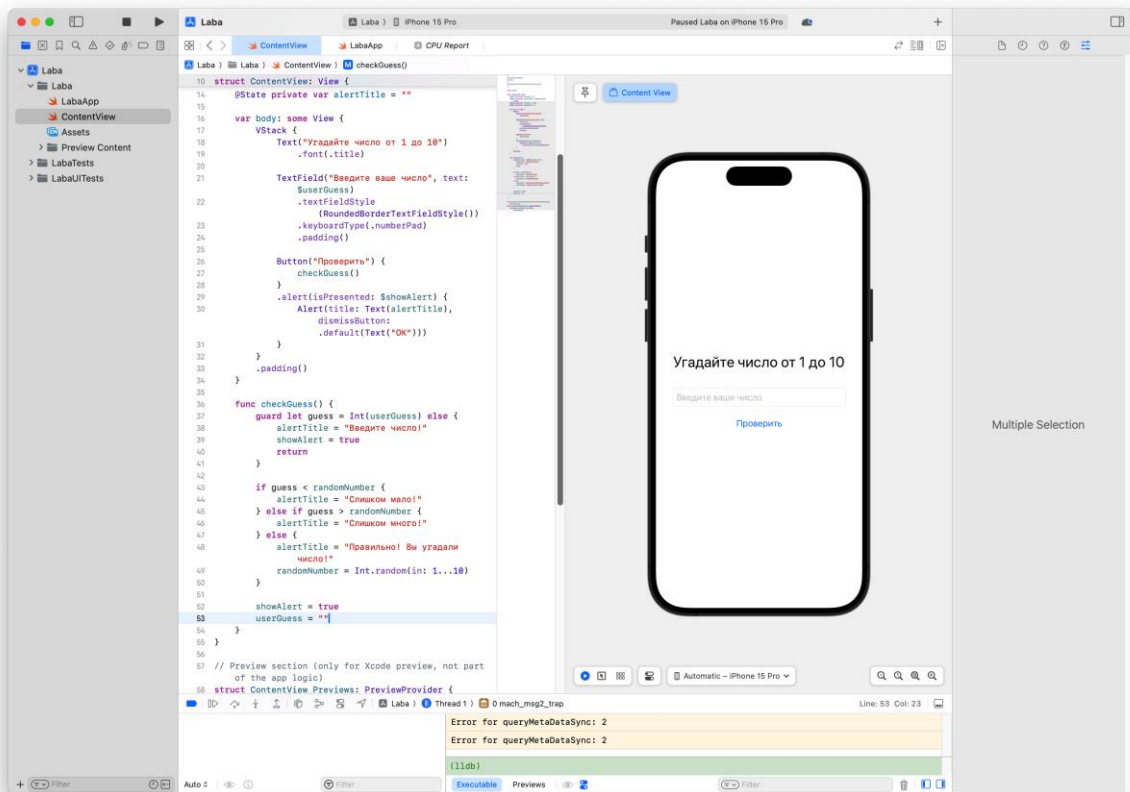 Laba
Laba
iPhone 15 Pro
Paused Laba on iPhone 15 Pro
ContentView
LabaApp
CPU Report
Laba
Laba
LabaApp
ContentView
Assets
Preview Content
LabaTests
LabaUITests
Laba
Laba
ContentView
checkGuess()
10 struct ContentView: View {
14 @State private var alertTitle = ""
15
16 var body: some View {
17 VStack {
18 Text("Угадайте число от 1 до 10")
19 .font(.title)
20
21 TextField("Введите ваше число", text:
$userGuess)
22 .textFieldStyle
(RoundedBorderTextFieldStyle())
23 .keyboardType(.numberPad)
24 .padding()
25
26 Button("Проверить") {
27 checkGuess()
28 }
29 .alert(isPresented: $showAlert) {
30 Alert(title: Text(alertTitle),
dismissButton:
.default(Text("OK")))
31 }
32 }
33 .padding()
34 }
35
36 func checkGuess() {
37 guard let guess = Int(userGuess) else {
38 alertTitle = "Введите число!"
39 showAlert = true
40 return
41 }
42
43 if guess < randomNumber {
44 alertTitle = "Слишком мало!"
45 } else if guess > randomNumber {
46 alertTitle = "Слишком много!"
47 } else {
48 alertTitle = "Правильно! Вы угадали
число!"
49 randomNumber = Int.random(in: 1...10)
50 }
51
52 showAlert = true
53 userGuess = ""
54 }
55 }
56
57 // Preview section (only for Xcode preview, not part
of the app logic)
58 struct ContentView_Previews: PreviewProvider {
Content View
Угадайте число от 1 до 10
Введите ваше число
Проверить
Automatic – iPhone 15 Pro
Multiple Selection
Laba
Thread 1
0 mach_msg2_trap
Line: 53 Col: 23
Error for queryMetaDataSync: 2
Error for queryMetaDataSync: 2
(lldb)
Filter
Auto
Filter
Executable
Previews
Filter